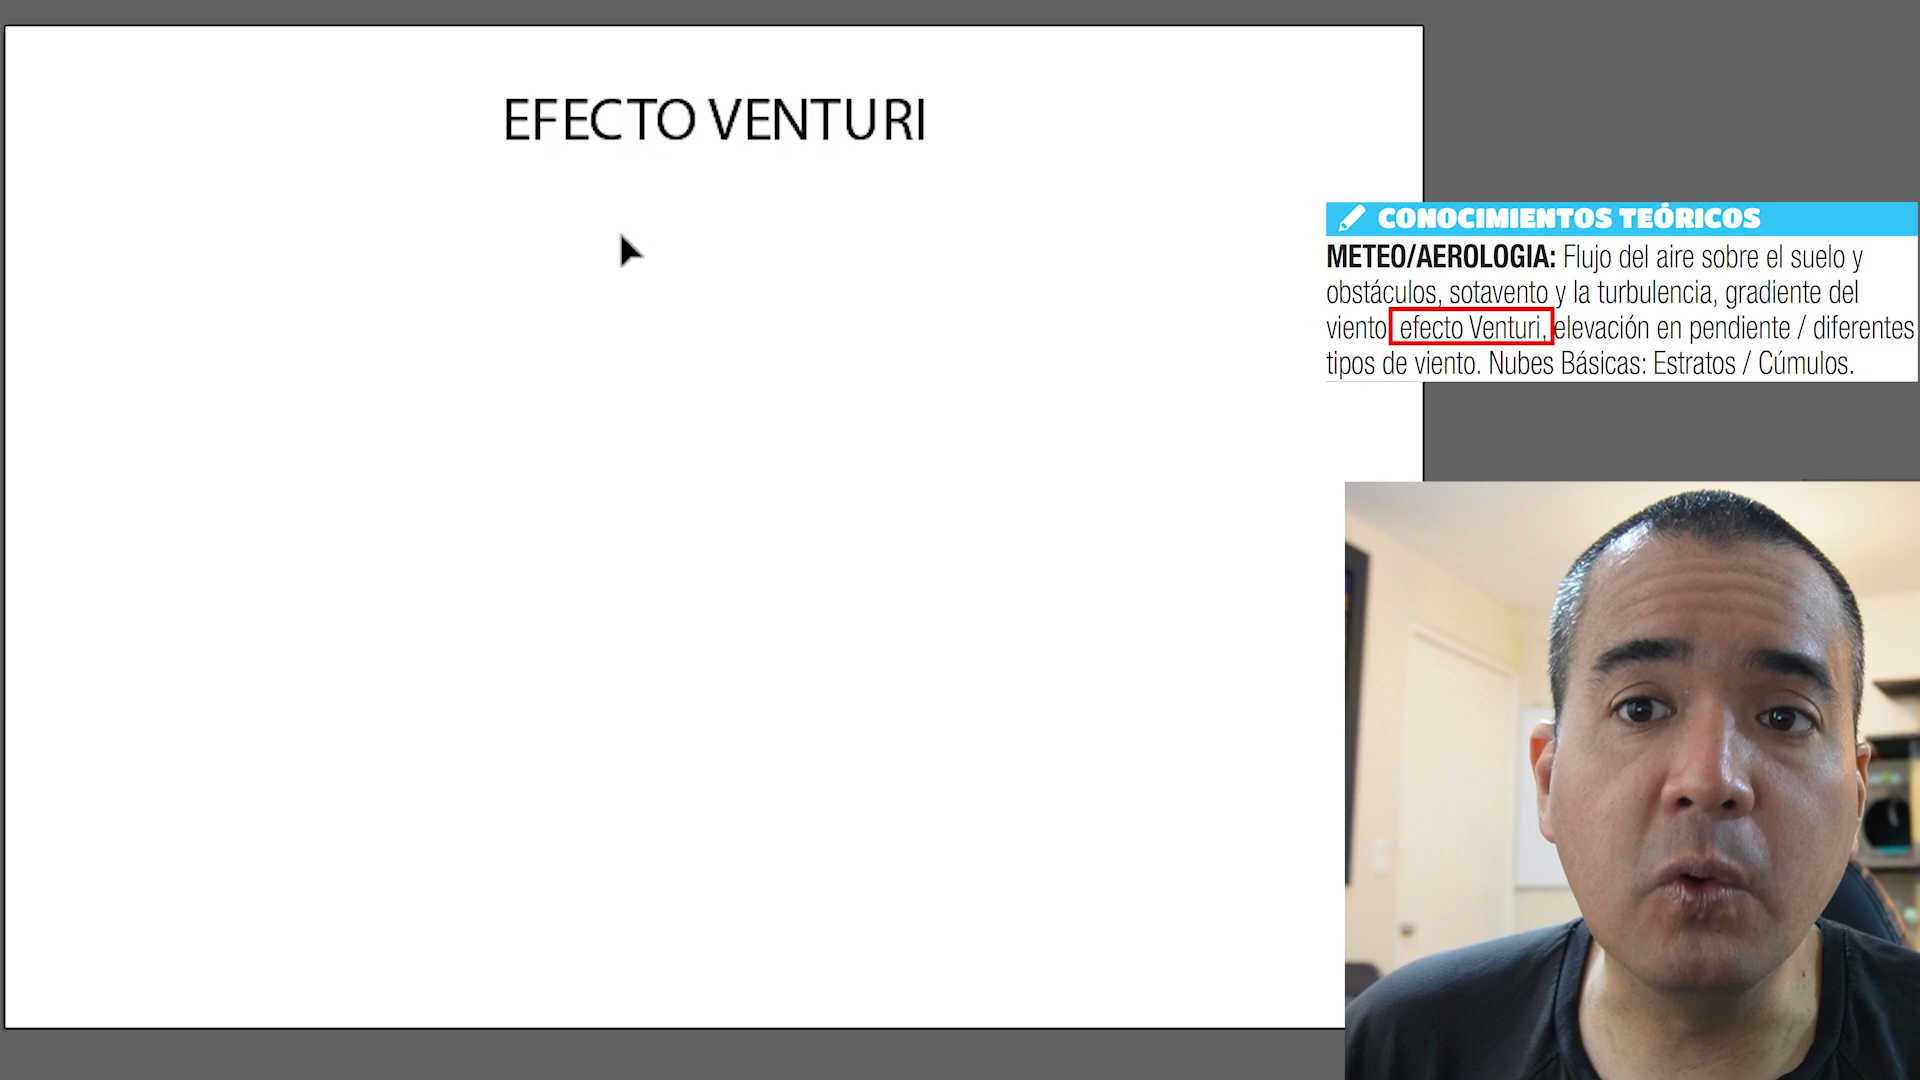 EFECTO VENTURI
CONOCIMIENTOS TEÓRICOS
METEO/AEROLOGIA: Flujo del aire sobre el suelo y
obstáculos, sotavento y la turbulencia, gradiente del
viento efecto Venturi, elevación en pendiente / diferentes
tipos de viento. Nubes Básicas: Estratos / Cúmulos.